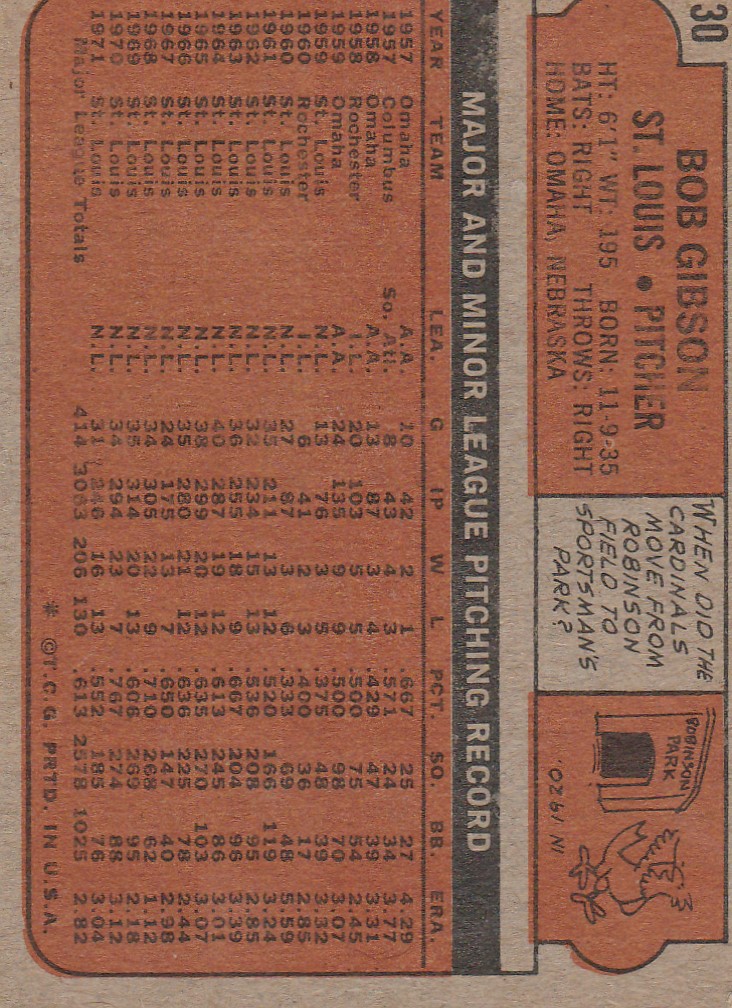 30
BOB GIBSON
ST. LOUIS • PITCHER
HT: 6'1" WT: 195 BORN: 11-9-35
BATS: RIGHT THROWS: RIGHT
HOME: OMAHA, NEBRASKA
WHEN DID THE
CARDINALS
MOVE FROM
ROBINSON
FIELD TO
SPORTSMAN'S
PARK?
ROBINSON
PARK
IN 1920.
MAJOR AND MINOR LEAGUE PITCHING RECORD
YEAR TEAM LEA. G IP W L PCT. SO. BB. ERA.
1957 Omaha A.A. 10 42 2 1 .667 25 27 4.29
1957 Columbus So. Atl. 8 43 4 3 .571 24 34 3.77
1958 Omaha A.A. 13 87 3 4 .429 47 39 3.31
1958 Rochester I.L. 20 103 5 5 .500 75 54 2.45
1959 Omaha A.A. 24 135 9 9 .500 98 70 3.07
1959 St. Louis N.L. 13 76 3 5 .375 48 39 3.32
1960 Rochester I.L. 6 41 2 3 .400 36 17 2.85
1960 St. Louis N.L. 27 87 3 6 .333 69 48 5.59
1961 St. Louis N.L. 35 211 13 12 .520 166 119 3.24
1962 St. Louis N.L. 32 234 15 13 .536 208 95 2.85
1963 St. Louis N.L. 36 255 18 9 .667 204 96 3.39
1964 St. Louis N.L. 40 287 19 12 .613 245 86 3.01
1965 St. Louis N.L. 38 299 20 12 .635 270 103 3.07
1966 St. Louis N.L. 35 280 21 12 .636 225 78 2.44
1967 St. Louis N.L. 24 175 13 7 .650 147 40 2.98
1968 St. Louis N.L. 34 305 22 9 .710 268 62 1.12
1969 St. Louis N.L. 35 314 20 13 .606 269 95 2.18
1970 St. Louis N.L. 34 294 23 7 .767 274 88 3.12
1971 St. Louis N.L. 31 246 16 13 .552 185 76 3.04
Major League Totals 414 3063 206 130 .613 2578 1025 2.82
* © T.C.G. PRTD. IN U.S.A.